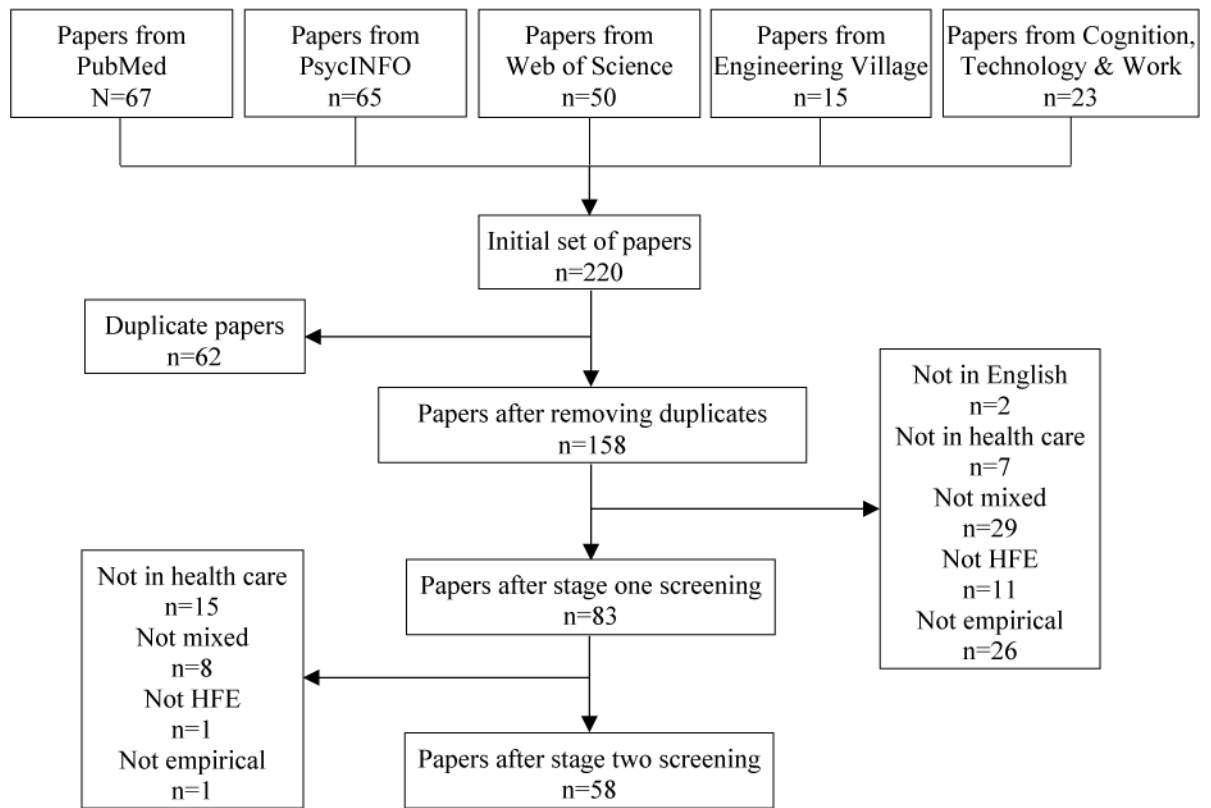 Papers from
PubMed
N=67
Papers from
PsycINFO
n=65
Papers from
Web of Science
n=50
Papers from
Engineering Village
n=15
Papers from Cognition,
Technology & Work
n=23
Initial set of papers
n=220
Duplicate papers
n=62
Papers after removing duplicates
n=158
Not in English
n=2
Not in health care
n=7
Not mixed
n=29
Not HFE
n=11
Not empirical
n=26
Papers after stage one screening
n=83
Not in health care
n=15
Not mixed
n=8
Not HFE
n=1
Not empirical
n=1
Papers after stage two screening
n=58